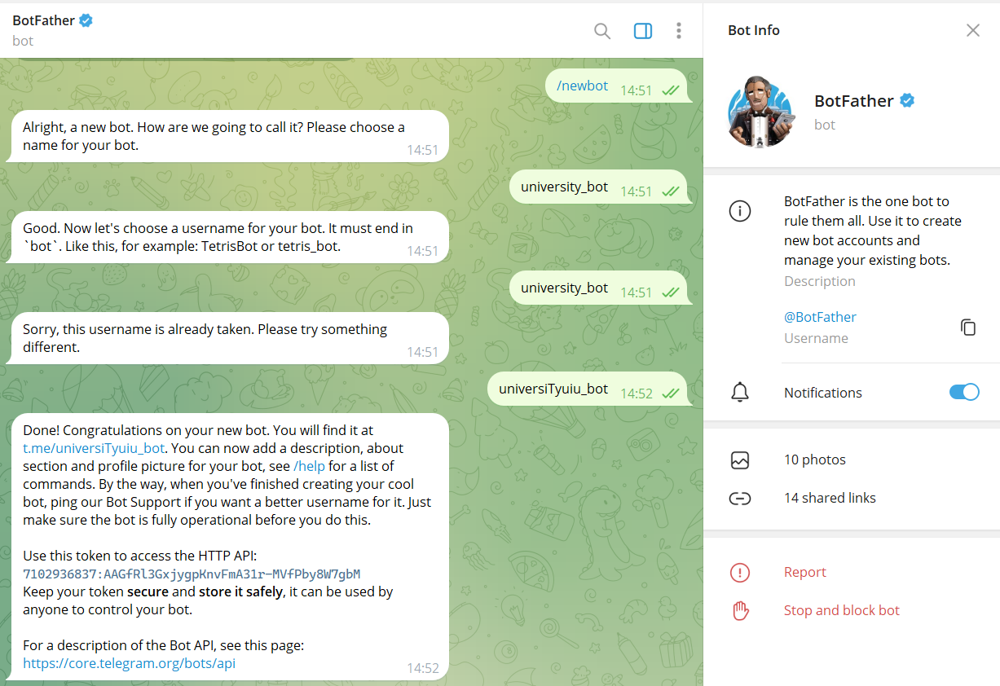 BotFather
bot
/newbot 14:51
Alright, a new bot. How are we going to call it? Please choose a
name for your bot.
14:51
university_bot 14:51
Good. Now let's choose a username for your bot. It must end in
`bot`. Like this, for example: TetrisBot or tetris_bot.
14:51
university_bot 14:51
Sorry, this username is already taken. Please try something
different.
14:51
universiTyuiu_bot 14:52
Done! Congratulations on your new bot. You will find it at
t.me/universiTyuiu_bot. You can now add a description, about
section and profile picture for your bot, see /help for a list of
commands. By the way, when you've finished creating your cool
bot, ping our Bot Support if you want a better username for it. Just
make sure the bot is fully operational before you do this.
Use this token to access the HTTP API:
7102936837:AAGfRl3GxjygpKnvFmA31r-MVfPby8W7gbM
Keep your token secure and store it safely, it can be used by
anyone to control your bot.
For a description of the Bot API, see this page:
https://core.telegram.org/bots/api
14:52
Bot Info
BotFather
bot
BotFather is the one bot to
rule them all. Use it to create
new bot accounts and
manage your existing bots.
Description
@BotFather
Username
Notifications
10 photos
14 shared links
Report
Stop and block bot